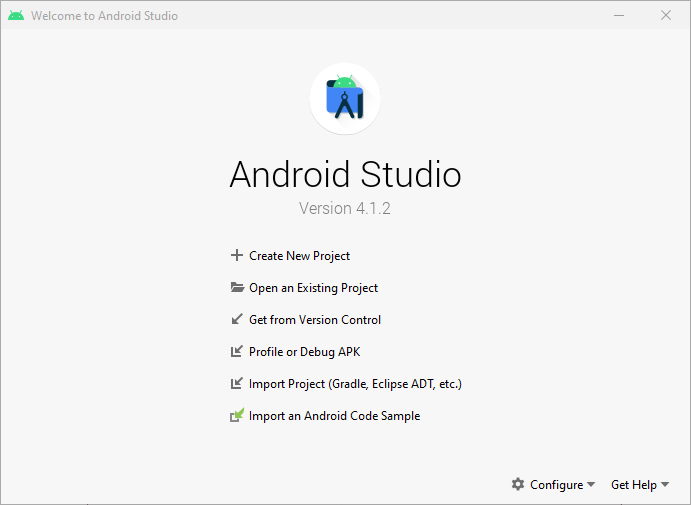 Welcome to Android Studio
Android Studio
Version 4.1.2
Create New Project
Open an Existing Project
Get from Version Control
Profile or Debug APK
Import Project (Gradle, Eclipse ADT, etc.)
Import an Android Code Sample
Configure Get Help